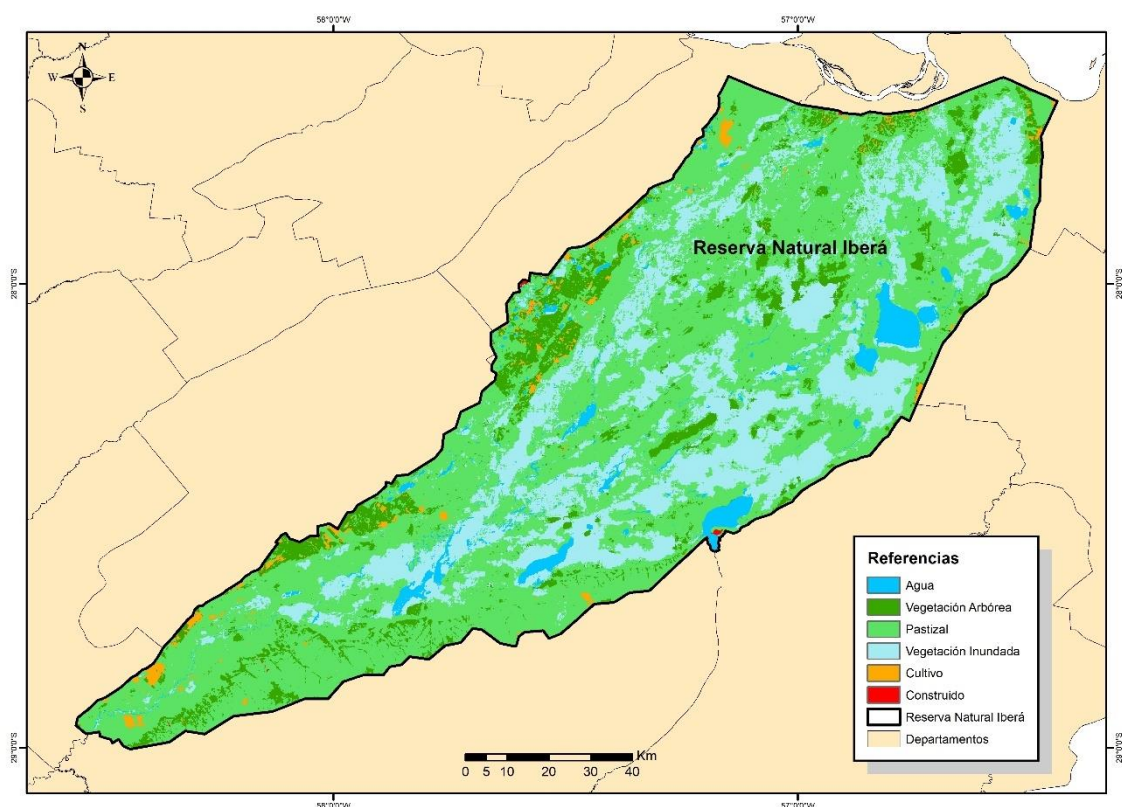 58°0'0"W
57°0'0"W
N
W
E
S
Reserva Natural Iberá
28°0'0"S
28°0'0"S
Referencias
Agua
Vegetación Arbórea
Pastizal
Vegetación Inundada
Cultivo
Construido
Reserva Natural Iberá
Departamentos
29°0'0"S
29°0'0"S
Km
0 5 10 20 30 40
58°0'0"W
57°0'0"W